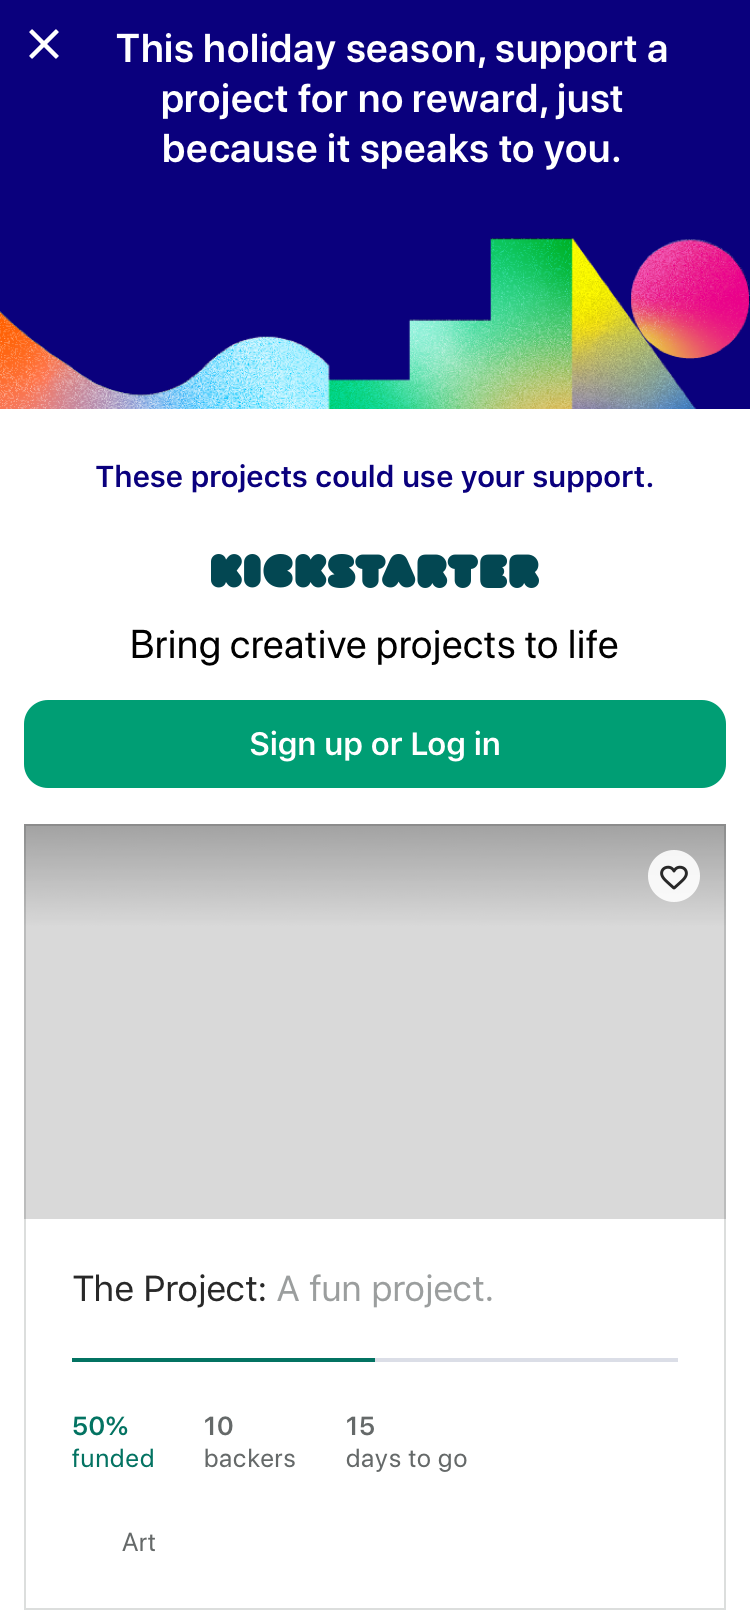 This holiday season, support a
project for no reward, just
because it speaks to you.
These projects could use your support.
KICKSTARTER
Bring creative projects to life
Sign up or Log in
The Project: A fun project.
50% 10 15
funded backers days to go
Art